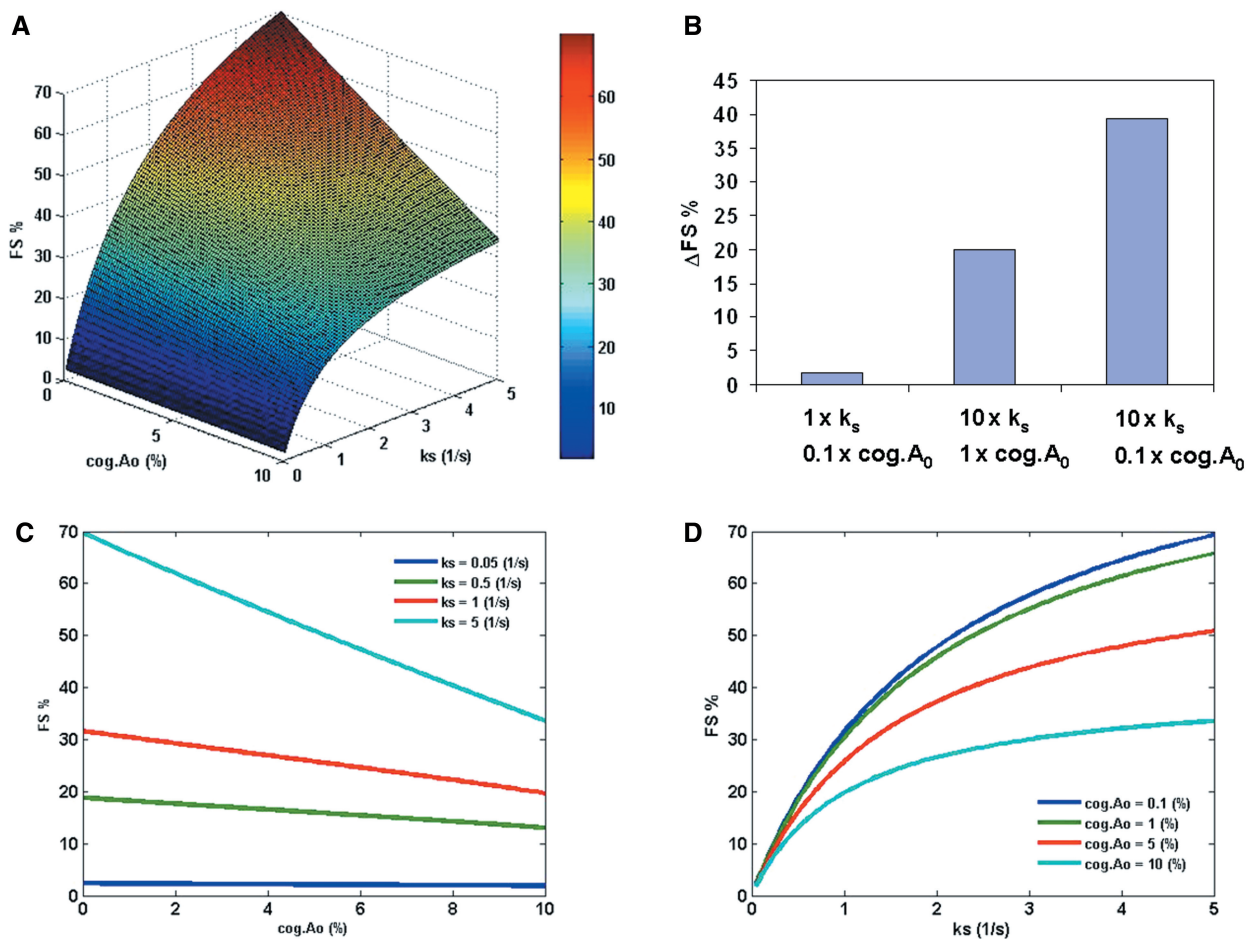 A
70
60
50
40
30
20
10
0
FS %
0
5
10
cog.Ao (%)
0
1
2
3
4
5
ks (1/s)
60
50
40
30
20
10
B
45
40
35
30
25
20
15
10
5
0
ΔFS %
1 x ks
0.1 x cog.A0
10 x ks
1 x cog.A0
10 x ks
0.1 x cog.A0
C
70
60
50
40
30
20
10
0
FS %
0 2 4 6 8 10
cog.Ao (%)
ks = 0.05 (1/s)
ks = 0.5 (1/s)
ks = 1 (1/s)
ks = 5 (1/s)
D
70
60
50
40
30
20
10
0
FS %
0 1 2 3 4 5
ks (1/s)
cog.Ao = 0.1 (%)
cog.Ao = 1 (%)
cog.Ao = 5 (%)
cog.Ao = 10 (%)